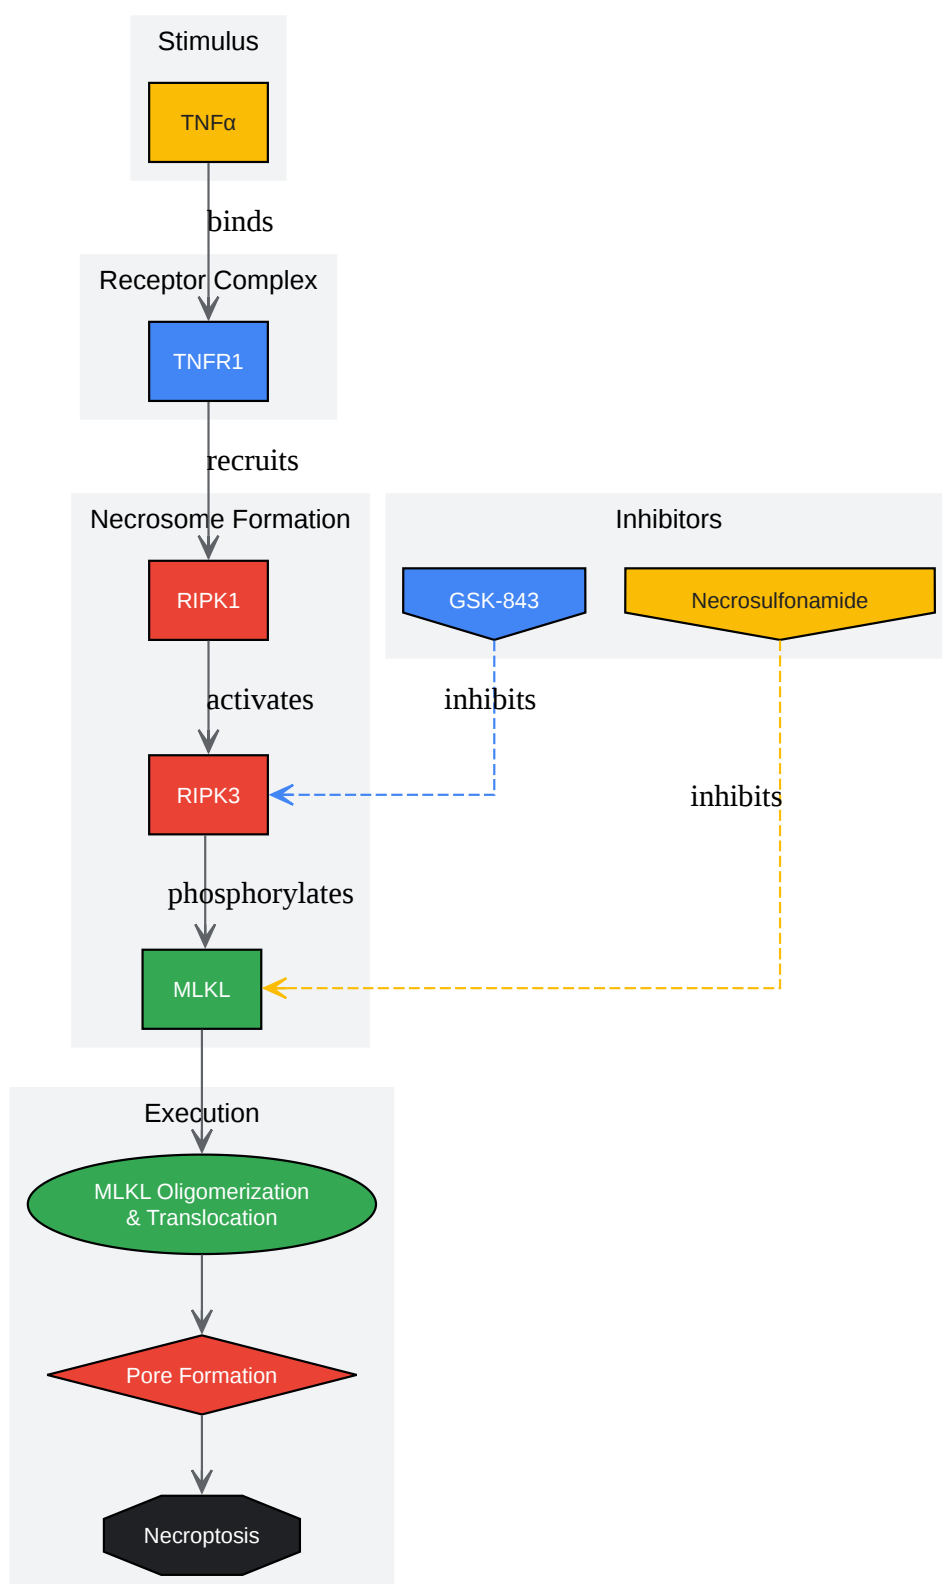 Stimulus
TNFα
binds
Receptor Complex
TNFR1
recruits
Necrosome Formation
RIPK1
activates
RIPK3
phosphorylates
MLKL
Inhibitors
GSK-843
Necrosulfonamide
inhibits
inhibits
Execution
MLKL Oligomerization
& Translocation
Pore Formation
Necroptosis